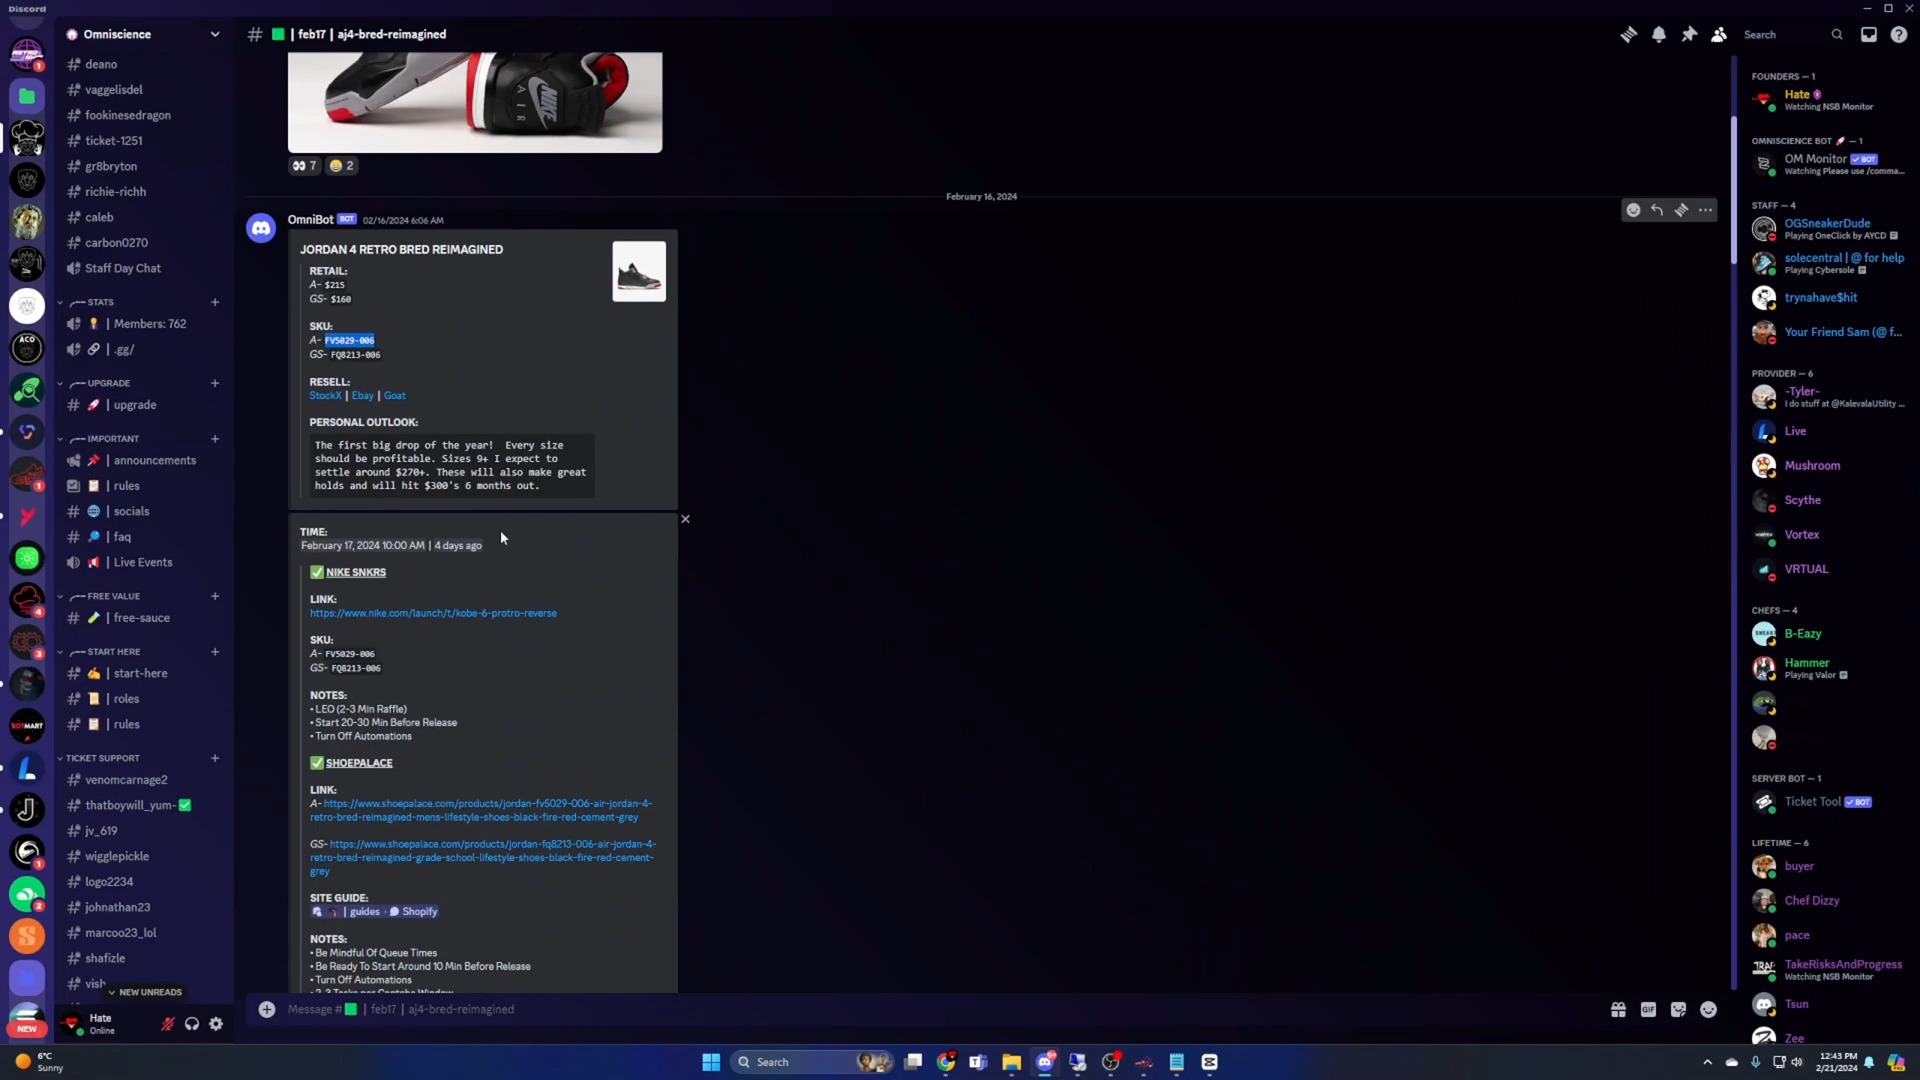 Discord
Omniscience
deano
vaggelisdel
fookinesedragon
ticket-1251
gr8bryton
richie-richh
caleb
carbon0270
Staff Day Chat
STATS
| Members: 762
| .gg/
UPGRADE
| upgrade
IMPORTANT
| announcements
| rules
| socials
| faq
| Live Events
FREE VALUE
| free-sauce
START HERE
| start-here
| roles
| rules
TICKET SUPPORT
venomcarnage2
thatboywill_yum-✅
jv_619
wigglepickle
logo2234
johnathan23
marcoo23_lol
shafizle
vish
NEW UNREADS
NEW
Hate
Online
# | feb17 | aj4-bred-reimagined
Search
NIKE
AIR
👀 7 😂 2
February 16, 2024
OmniBot BOT 02/16/2024 6:06 AM
JORDAN 4 RETRO BRED REIMAGINED
RETAIL:
A- $215
GS- $160
SKU:
A- FV5029-006
GS- FQ8213-006
RESELL:
StockX | Ebay | Goat
PERSONAL OUTLOOK:
The first big drop of the year! Every size
should be profitable. Sizes 9+ I expect to
settle around $270+. These will also make great
holds and will hit $300's 6 months out.
TIME:
February 17, 2024 10:00 AM | 4 days ago
✅ NIKE SNKRS
LINK:
https://www.nike.com/launch/t/kobe-6-protro-reverse
SKU:
A- FV5029-006
GS- FQ8213-006
NOTES:
• LEO (2-3 Min Raffle)
• Start 20-30 Min Before Release
• Turn Off Automations
✅ SHOEPALACE
LINK:
A- https://www.shoepalace.com/products/jordan-fv5029-006-air-jordan-4-
retro-bred-reimagined-mens-lifestyle-shoes-black-fire-red-cement-grey
GS- https://www.shoepalace.com/products/jordan-fq8213-006-air-jordan-4-
retro-bred-reimagined-grade-school-lifestyle-shoes-black-fire-red-cement-
grey
SITE GUIDE:
| guides · Shopify
NOTES:
• Be Mindful Of Queue Times
• Be Ready To Start Around 10 Min Before Release
• Turn Off Automations
• 2-3 Tasks per Captcha Window
Message # | feb17 | aj4-bred-reimagined
GIF
FOUNDERS — 1
Hate
Watching NSB Monitor
OMNISCIENCE BOT 🚀 — 1
OM Monitor ✓BOT
Watching Please use /comma...
STAFF — 4
OGSneakerDude
Playing OneClick by AYCD
solecentral | @ for help
Playing Cybersole
trynahave$hit
Your Friend Sam (@ f...
PROVIDER — 6
-Tyler-
I do stuff at @KalevalaUtility ...
Live
Mushroom
Scythe
Vortex
VRTUAL
CHEFS — 4
B-Eazy
Hammer
Playing Valor
SERVER BOT — 1
Ticket Tool ✓BOT
LIFETIME — 6
buyer
Chef Dizzy
pace
TakeRisksAndProgress
Watching NSB Monitor
Tsun
Zee
6°C
Sunny
Search
12:43 PM
2/21/2024